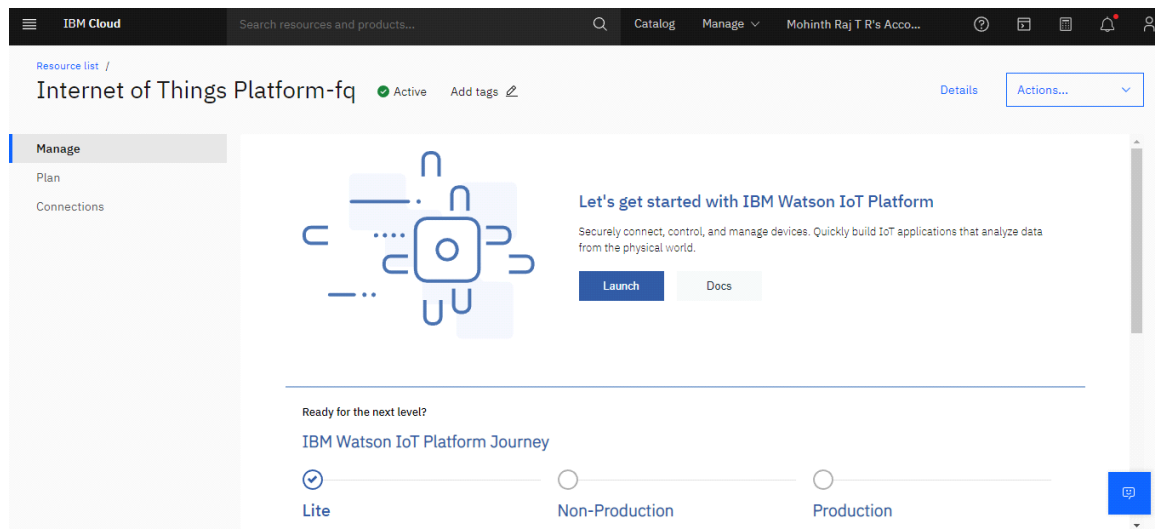 IBM Cloud
Search resources and products...
Catalog
Manage
Mohinth Raj T R's Acco...
Resource list /
Internet of Things Platform-fq
Active
Add tags
Details
Actions...
Manage
Plan
Connections
Let's get started with IBM Watson IoT Platform
Securely connect, control, and manage devices. Quickly build IoT applications that analyze data
from the physical world.
Launch
Docs
Ready for the next level?
IBM Watson IoT Platform Journey
Lite
Non-Production
Production